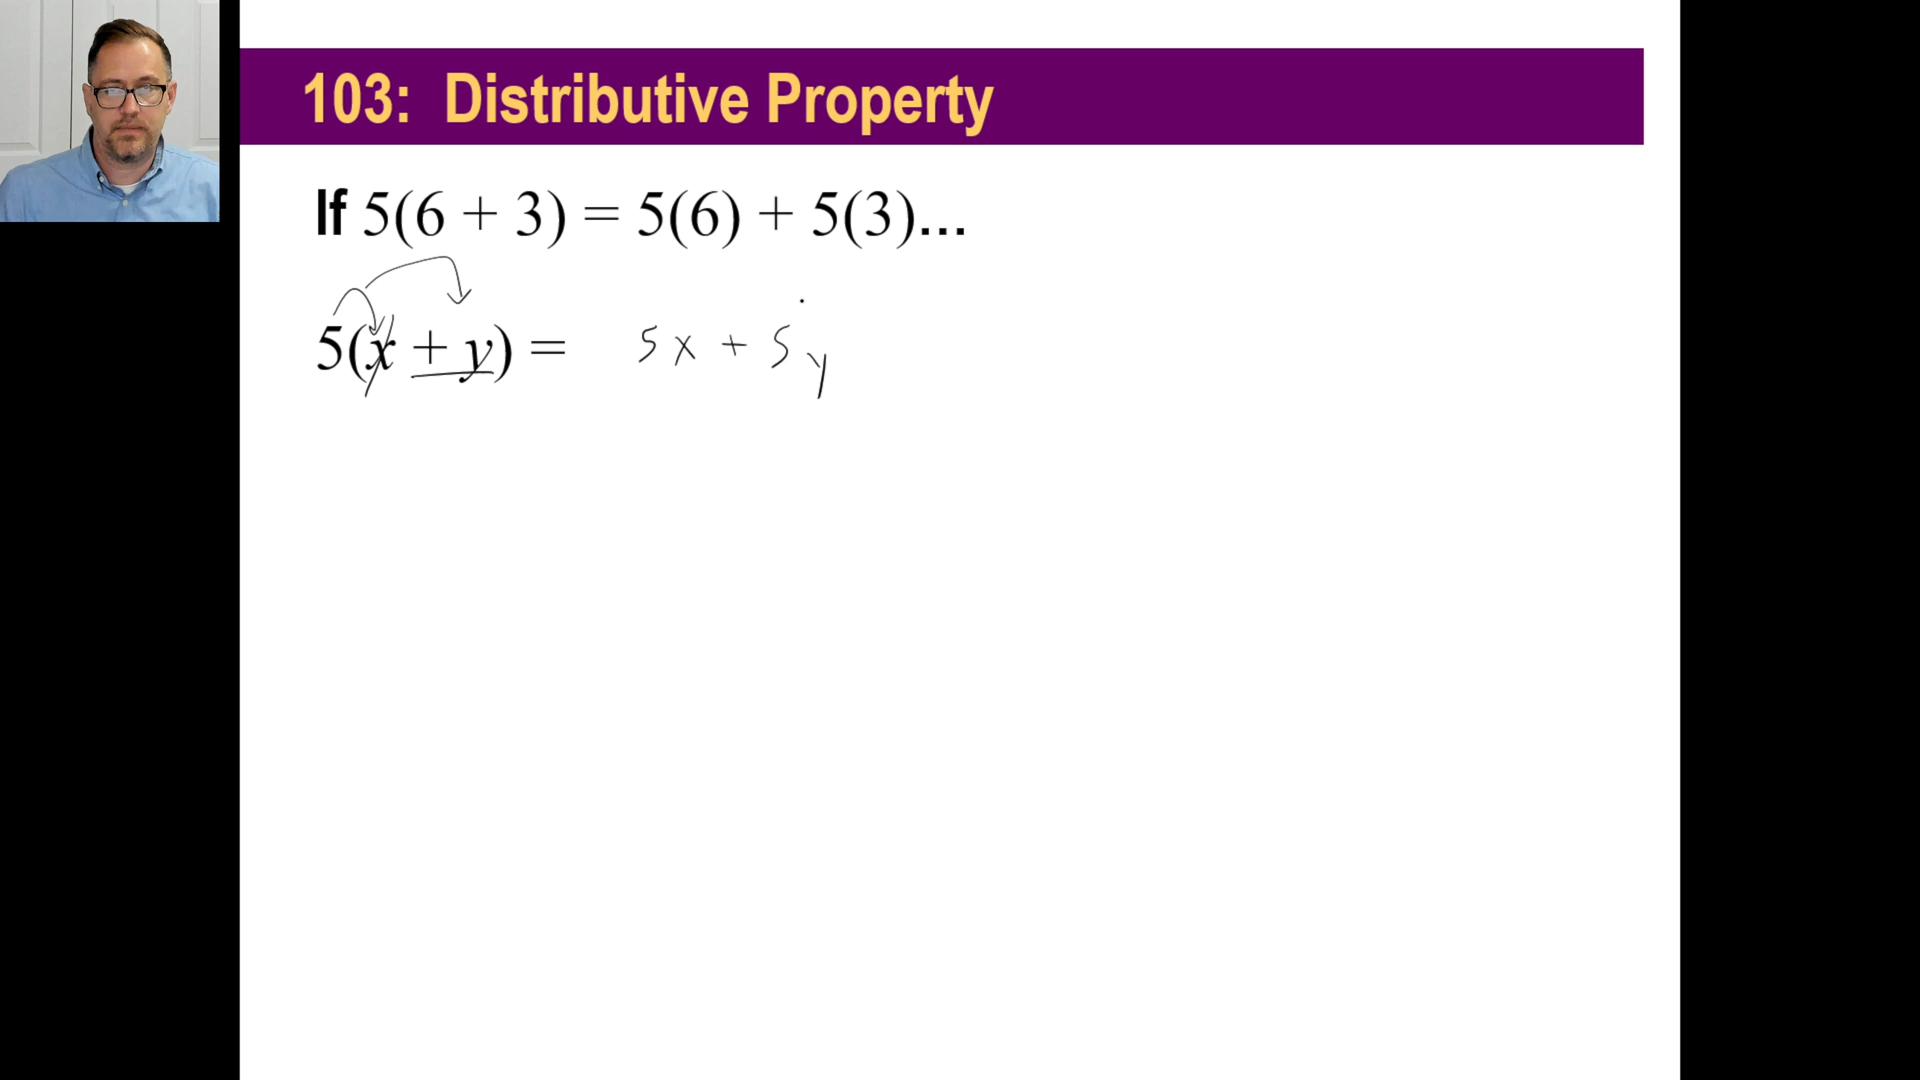 103: Distributive Property
If 5(6 + 3) = 5(6) + 5(3)...
5(x + y) = 5x + 5y